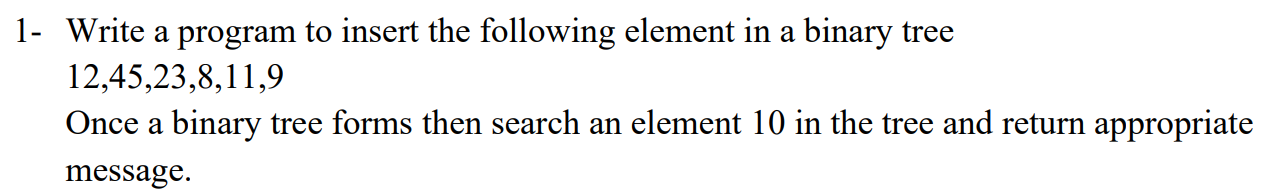 1- Write a program to insert the following element in a binary tree
12,45,23,8,11,9
Once a binary tree forms then search an element 10 in the tree and return appropriate
message.